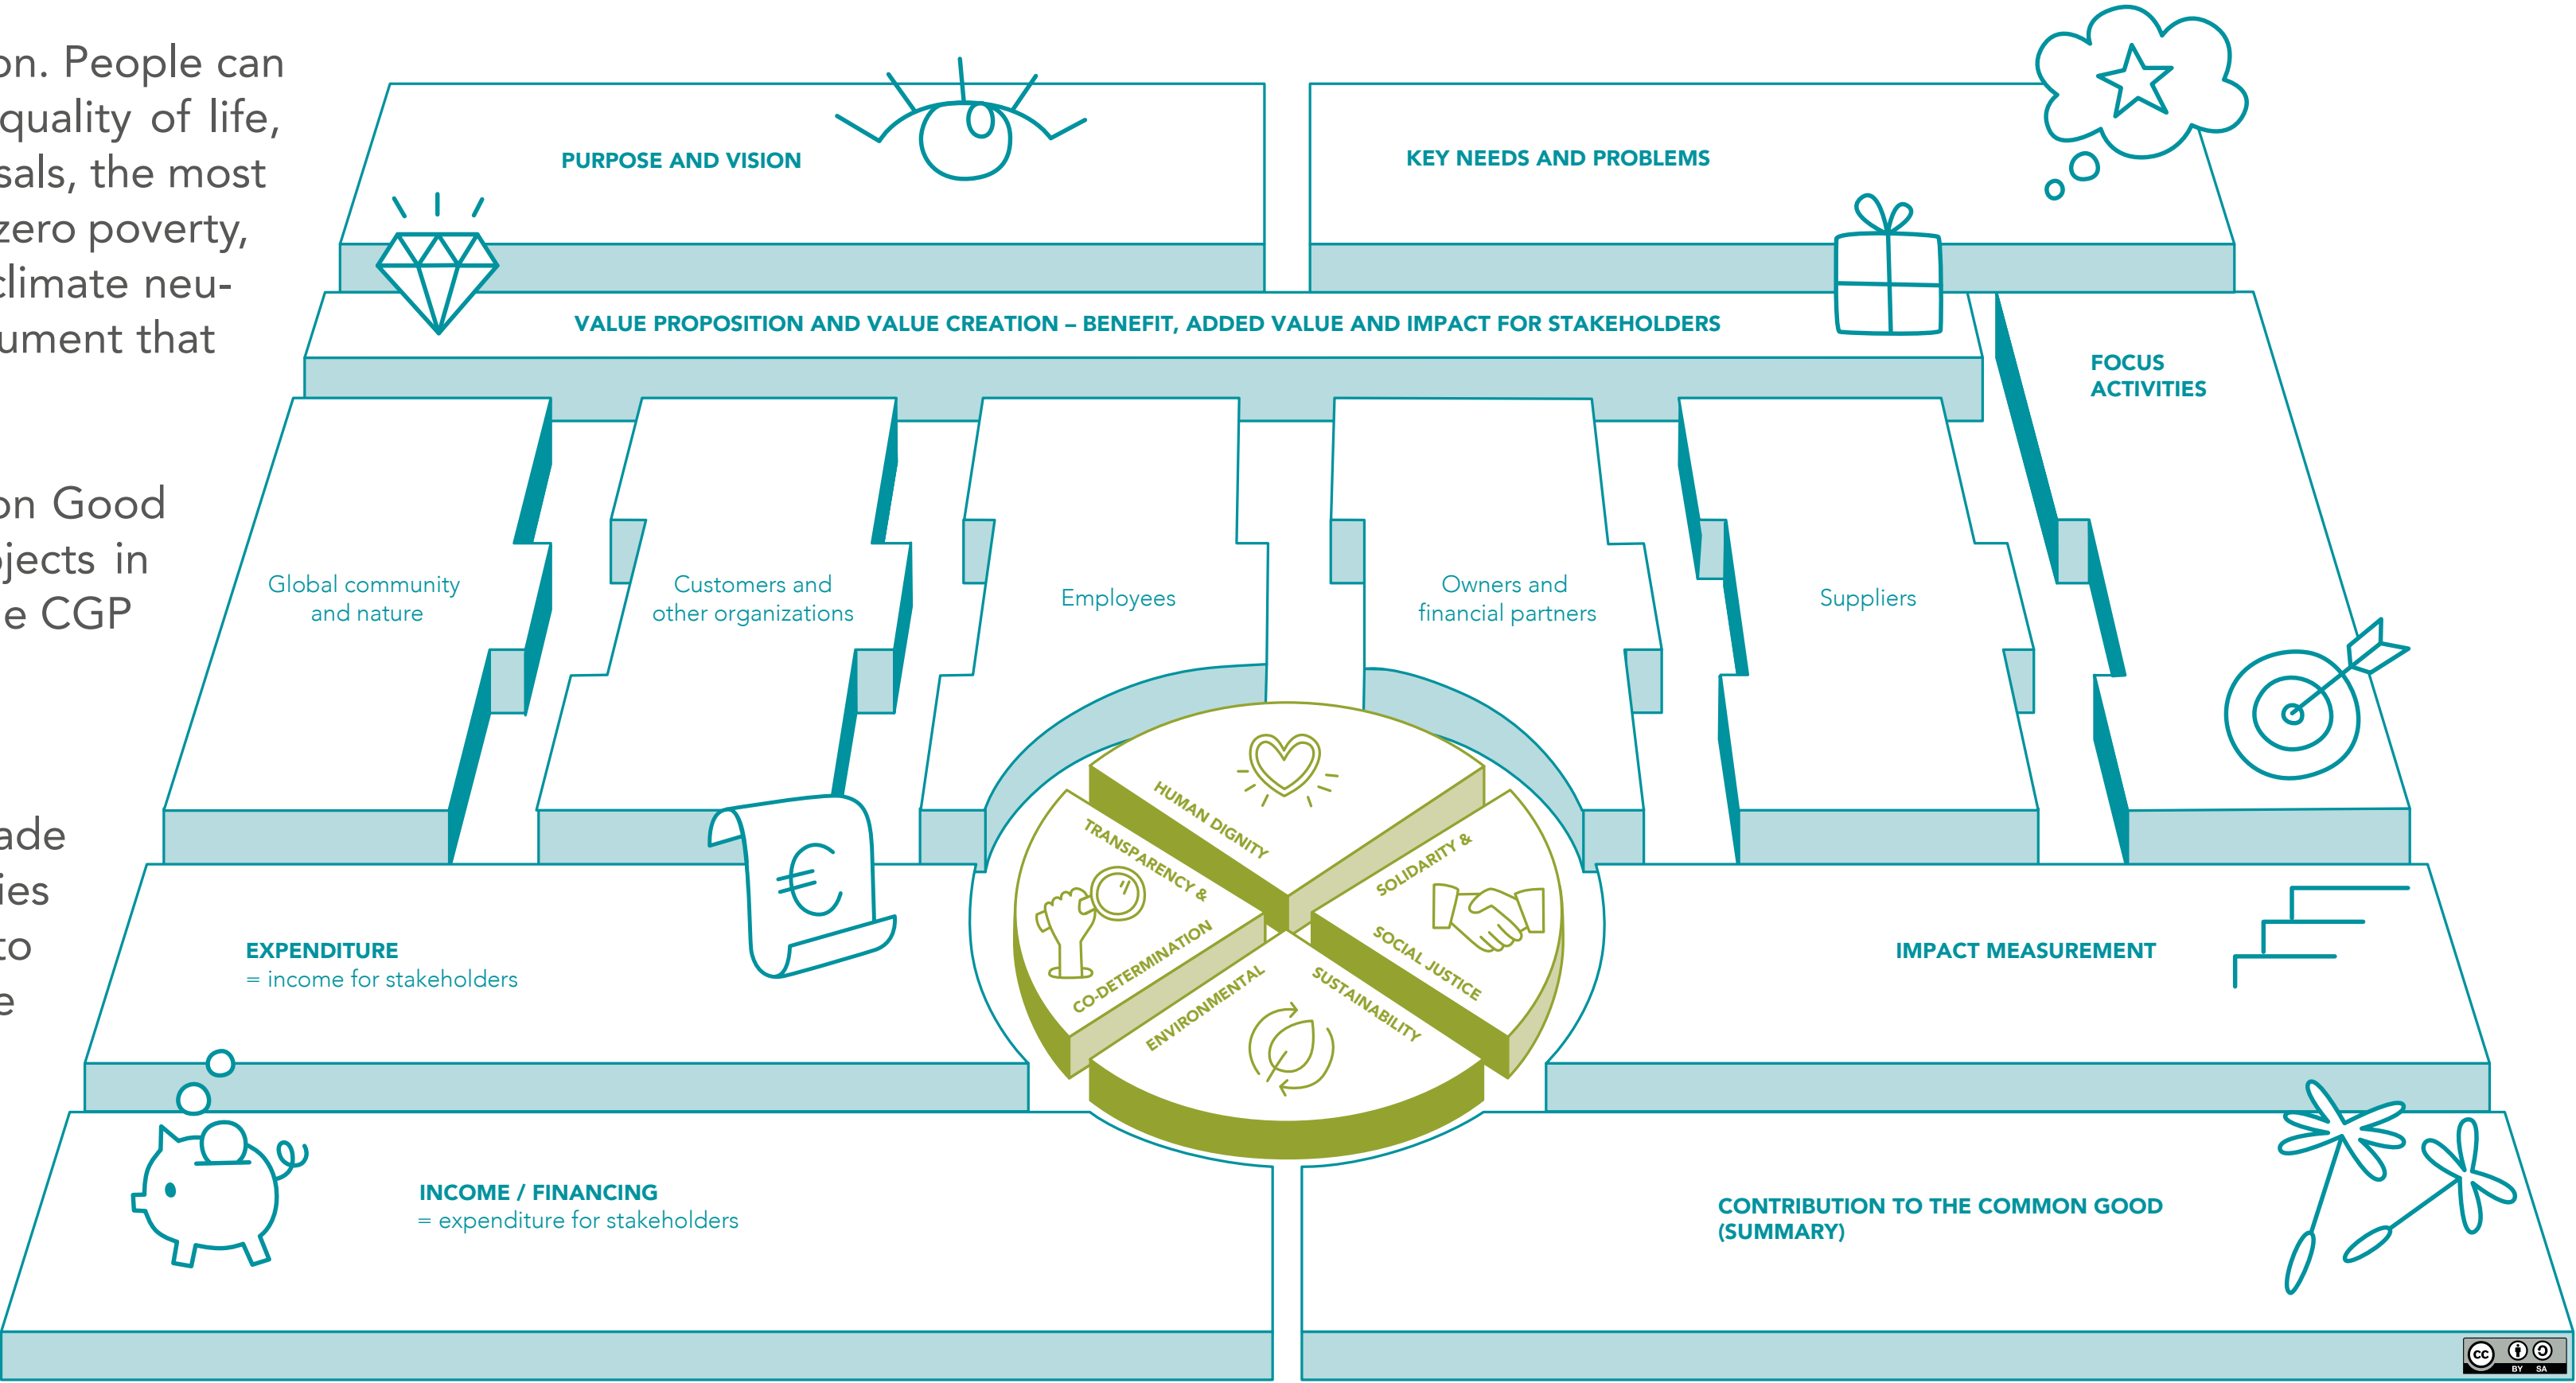 on. People can
quality of life,
sals, the most
zero poverty,
climate neu-
ument that
on Good
jects in
e CGP
ade
ies
to
e
PURPOSE AND VISION
KEY NEEDS AND PROBLEMS
VALUE PROPOSITION AND VALUE CREATION – BENEFIT, ADDED VALUE AND IMPACT FOR STAKEHOLDERS
FOCUS
ACTIVITIES
Global community
and nature
Customers and
other organizations
Employees
Owners and
financial partners
Suppliers
HUMAN DIGNITY
TRANSPARENCY &
CO-DETERMINATION
SOLIDARITY &
SOCIAL JUSTICE
ENVIRONMENTAL
SUSTAINABILITY
€
EXPENDITURE
= income for stakeholders
IMPACT MEASUREMENT
INCOME / FINANCING
= expenditure for stakeholders
CONTRIBUTION TO THE COMMON GOOD
(SUMMARY)
cc
BY SA